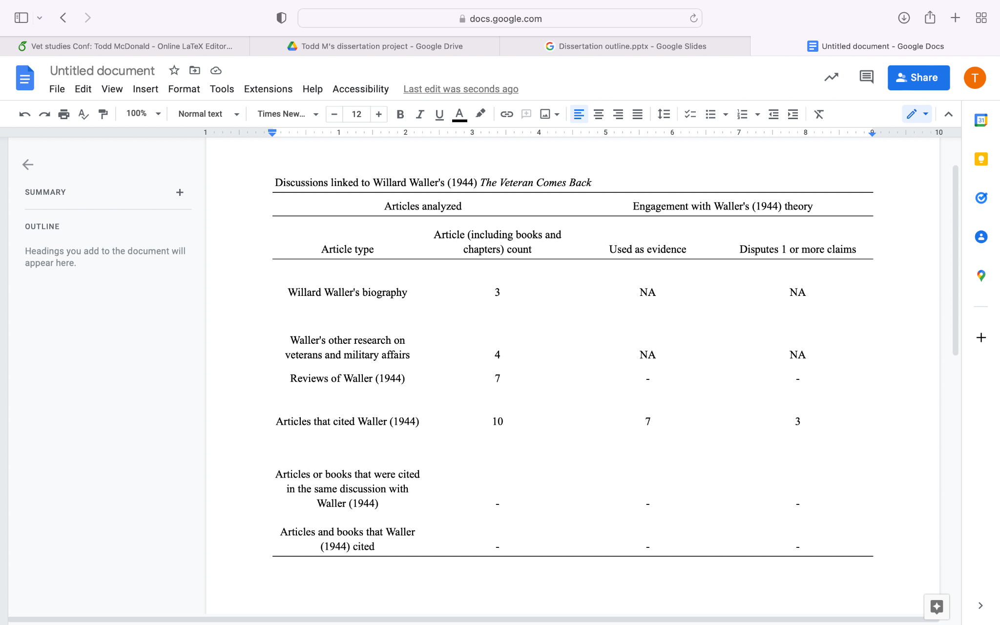 docs.google.com
Vet studies Conf: Todd McDonald - Online LaTeX Editor...
Todd M's dissertation project - Google Drive
Dissertation outline.pptx - Google Slides
Untitled document - Google Docs
Untitled document
Share
T
File Edit View Insert Format Tools Extensions Help Accessibility Last edit was seconds ago
100% Normal text Times New... - 12 + B I U A
31
1 1 2 3 4 5 6 7 8 9 10
SUMMARY
OUTLINE
Headings you add to the document will
appear here.
Discussions linked to Willard Waller's (1944) The Veteran Comes Back
Articles analyzed Engagement with Waller's (1944) theory
Article (including books and
Article type chapters) count Used as evidence Disputes 1 or more claims
Willard Waller's biography 3 NA NA
Waller's other research on
veterans and military affairs 4 NA NA
Reviews of Waller (1944) 7 - -
Articles that cited Waller (1944) 10 7 3
Articles or books that were cited
in the same discussion with
Waller (1944) - - -
Articles and books that Waller
(1944) cited - - -